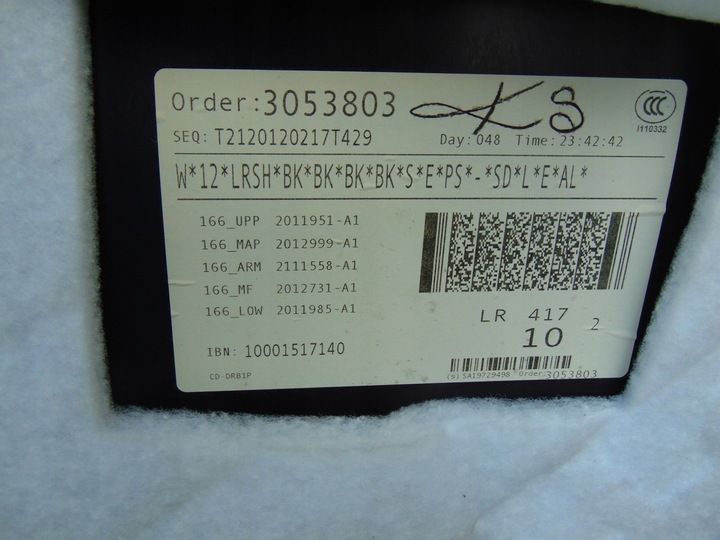 Order:3053803
I110332
SEQ: T2120120217T429
Day: 048 Time: 23:42:42
W*12*LRSH*BK*BK*BK*BK*S*E*PS*-*SD*L*E*AL*
166_UPP 2011951-A1
166_MAP 2012999-A1
166_ARM 2111558-A1
166_MF 2012731-A1
166_LOW 2011985-A1
LR 417
10 2
IBN: 10001517140
CD-DRB1P
(S) SA19729498 Order:3053803